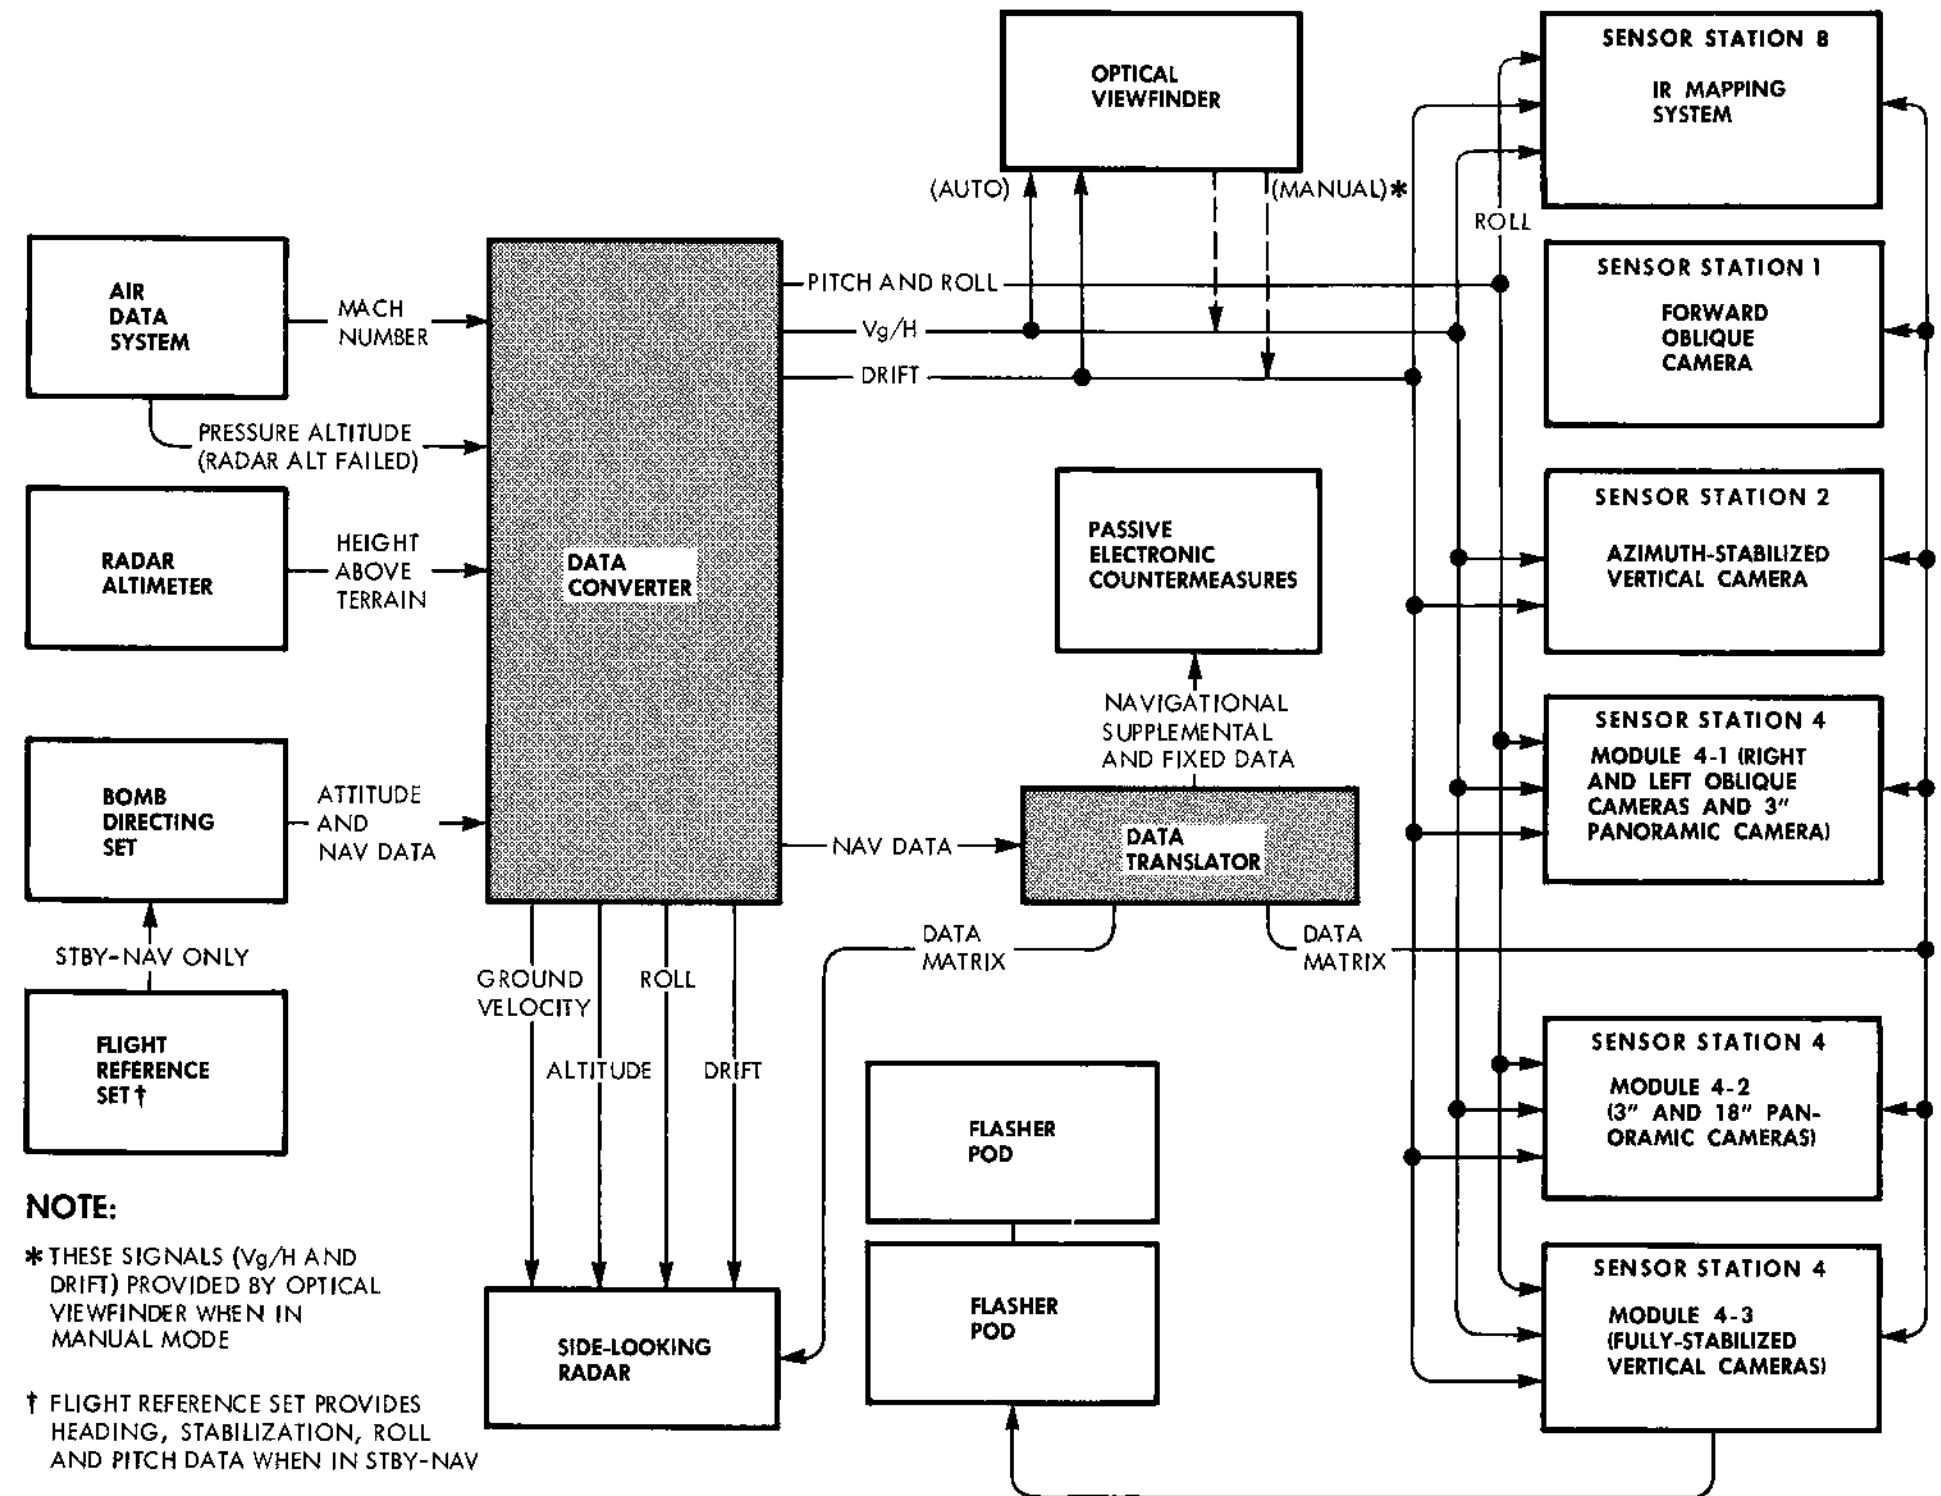 OPTICAL
VIEWFINDER
(AUTO)
(MANUAL)*
SENSOR STATION 8
IR MAPPING
SYSTEM
ROLL
SENSOR STATION 1
FORWARD
OBLIQUE
CAMERA
SENSOR STATION 2
AZIMUTH-STABILIZED
VERTICAL CAMERA
SENSOR STATION 4
MODULE 4-1 (RIGHT
AND LEFT OBLIQUE
CAMERAS AND 3"
PANORAMIC CAMERA)
SENSOR STATION 4
MODULE 4-2
(3" AND 18" PAN-
ORAMIC CAMERAS)
SENSOR STATION 4
MODULE 4-3
(FULLY-STABILIZED
VERTICAL CAMERAS)
AIR
DATA
SYSTEM
MACH
NUMBER
PRESSURE ALTITUDE
(RADAR ALT FAILED)
RADAR
ALTIMETER
HEIGHT
ABOVE
TERRAIN
BOMB
DIRECTING
SET
ATTITUDE
AND
NAV DATA
STBY-NAV ONLY
FLIGHT
REFERENCE
SET†
DATA
CONVERTER
PITCH AND ROLL
Vg/H
DRIFT
PASSIVE
ELECTRONIC
COUNTERMEASURES
NAVIGATIONAL
SUPPLEMENTAL
AND FIXED DATA
NAV DATA
DATA
TRANSLATOR
DATA
MATRIX
DATA
MATRIX
GROUND
VELOCITY
ROLL
ALTITUDE
DRIFT
FLASHER
POD
FLASHER
POD
SIDE-LOOKING
RADAR
NOTE:
* THESE SIGNALS (Vg/H AND
DRIFT) PROVIDED BY OPTICAL
VIEWFINDER WHEN IN
MANUAL MODE
† FLIGHT REFERENCE SET PROVIDES
HEADING, STABILIZATION, ROLL
AND PITCH DATA WHEN IN STBY-NAV